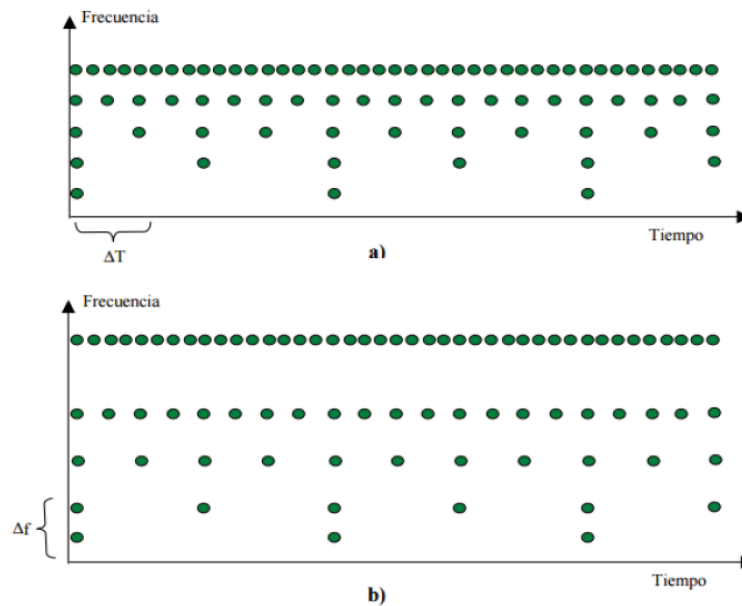 Frecuencia
Tiempo
ΔT
a)
Frecuencia
Δf
Tiempo
b)